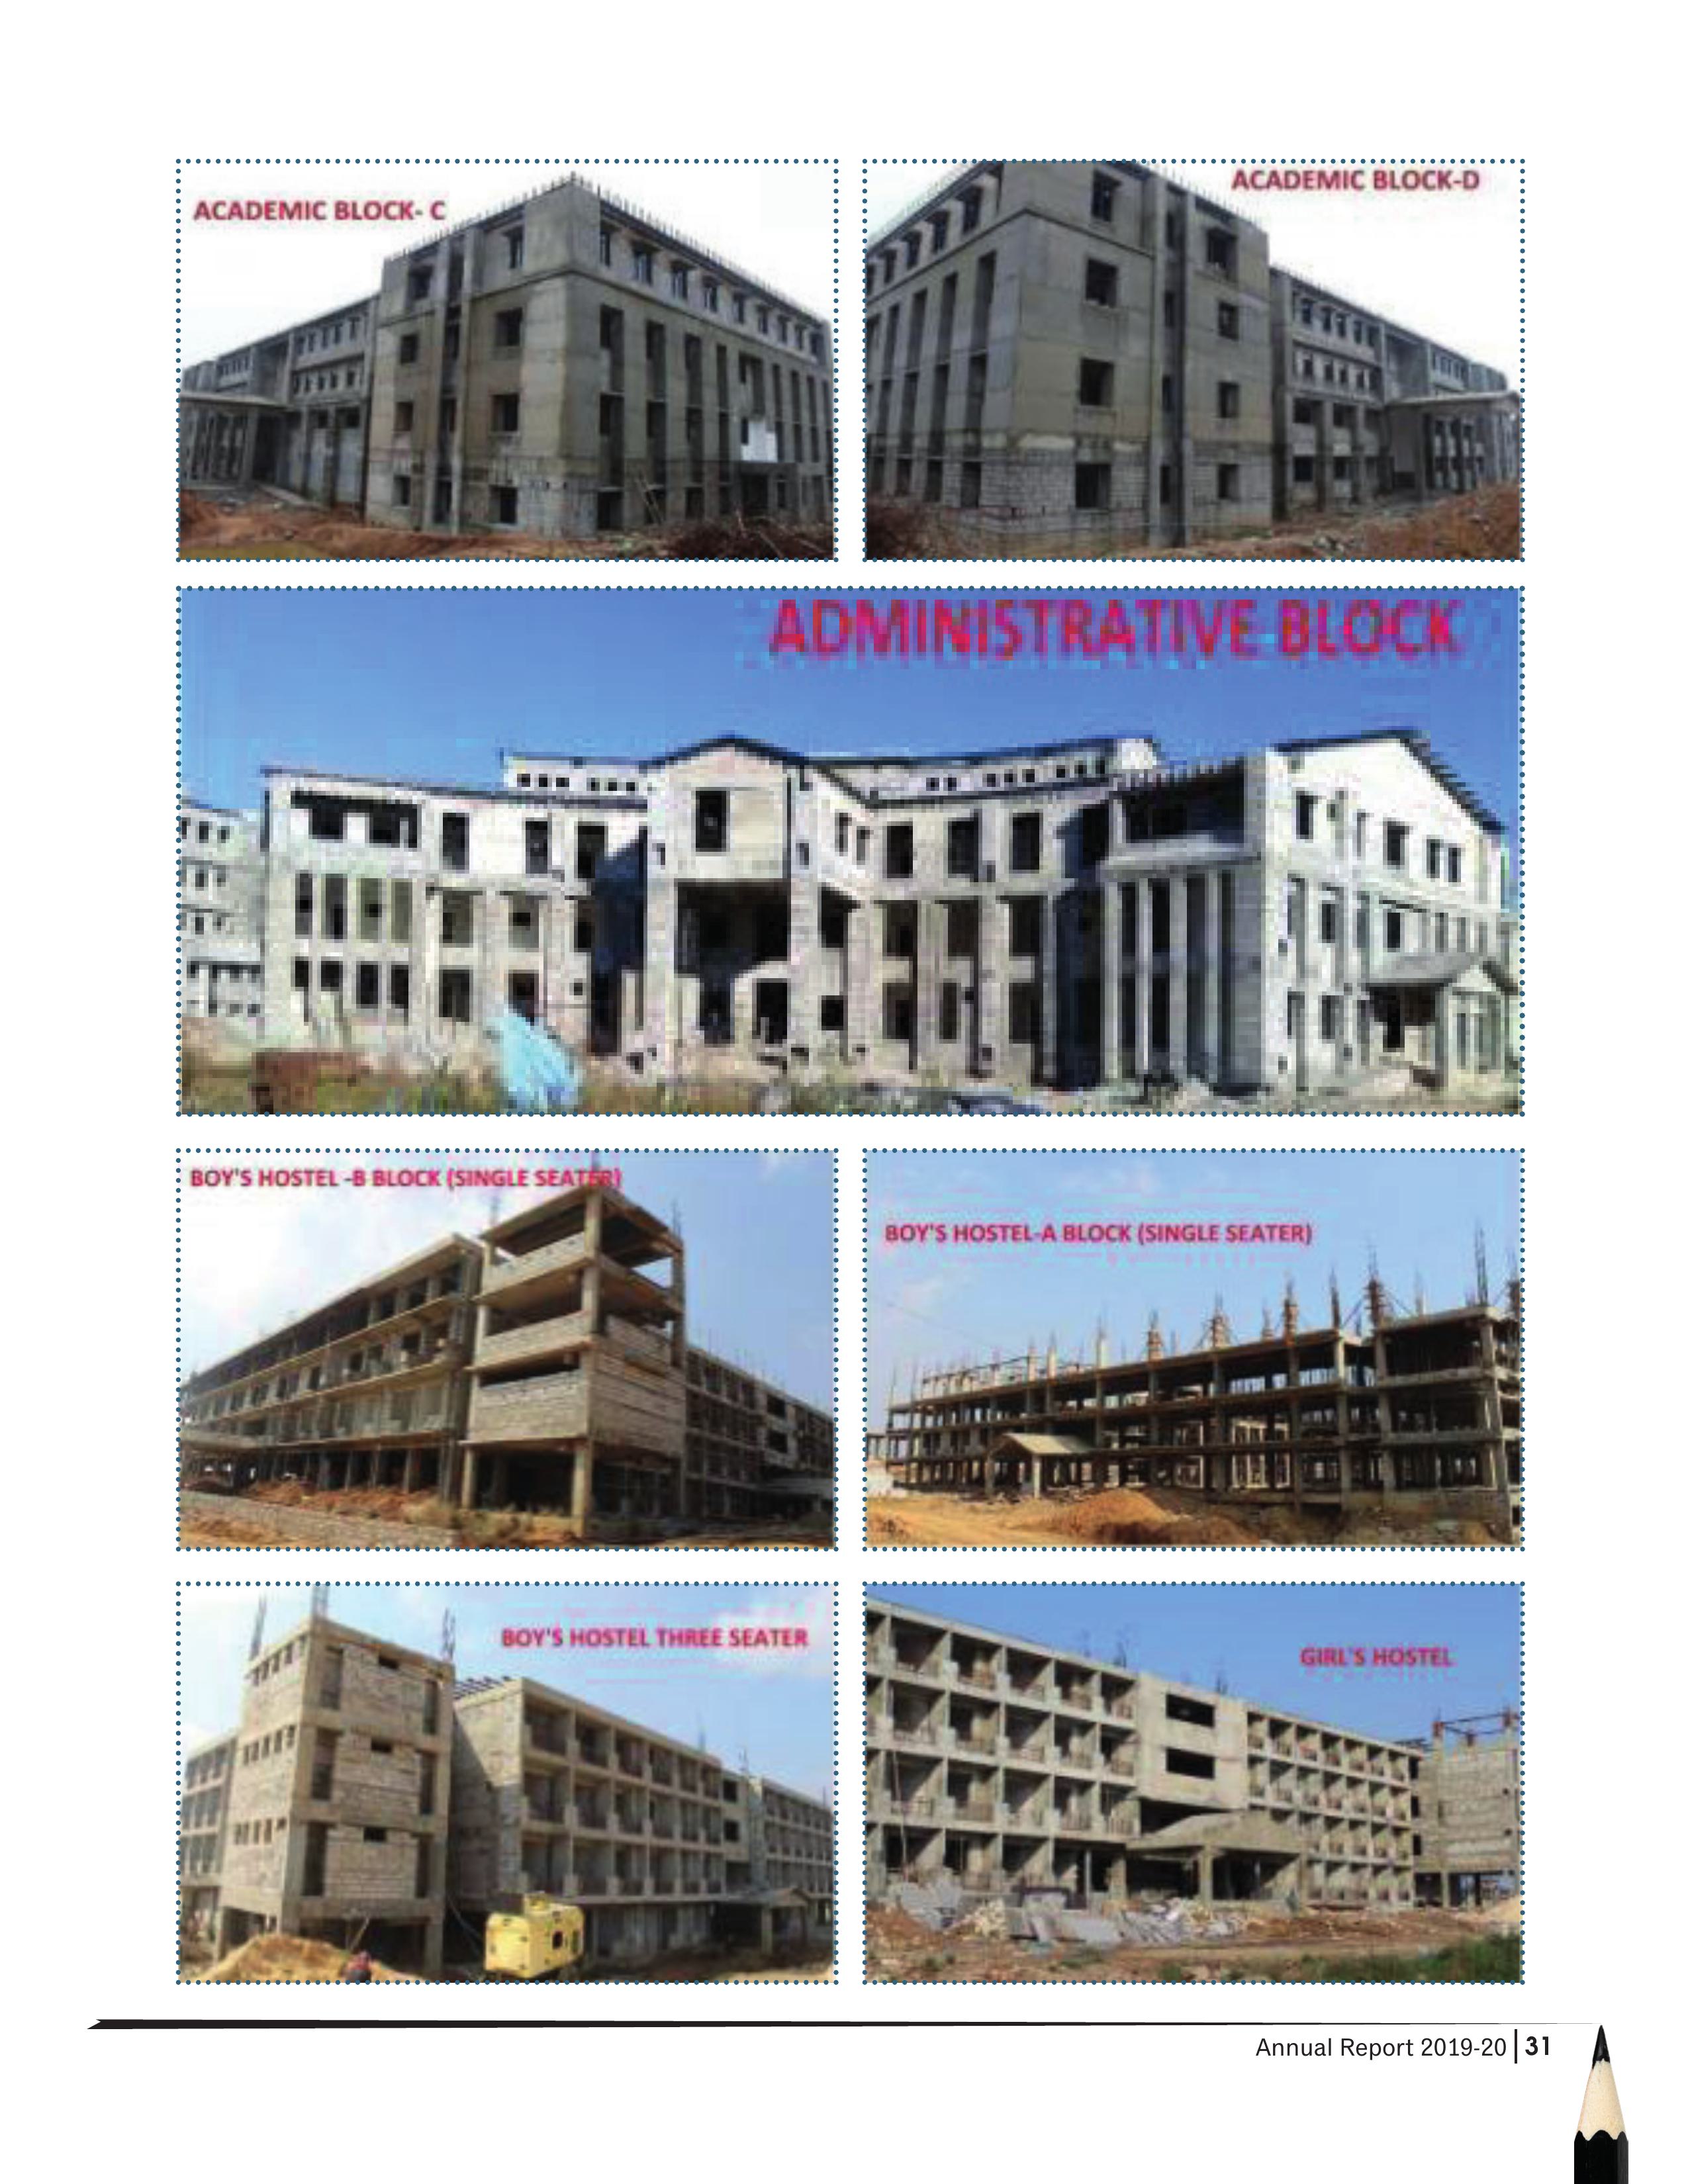 ACADEMIC BLOCK- C
ACADEMIC BLOCK-D
ADMINISTRATIVE BLOCK
BOY'S HOSTEL -B BLOCK (SINGLE SEATER)
BOY'S HOSTEL-A BLOCK (SINGLE SEATER)
BOY'S HOSTEL THREE SEATER
GIRL'S HOSTEL
Annual Report 2019-20 | 31